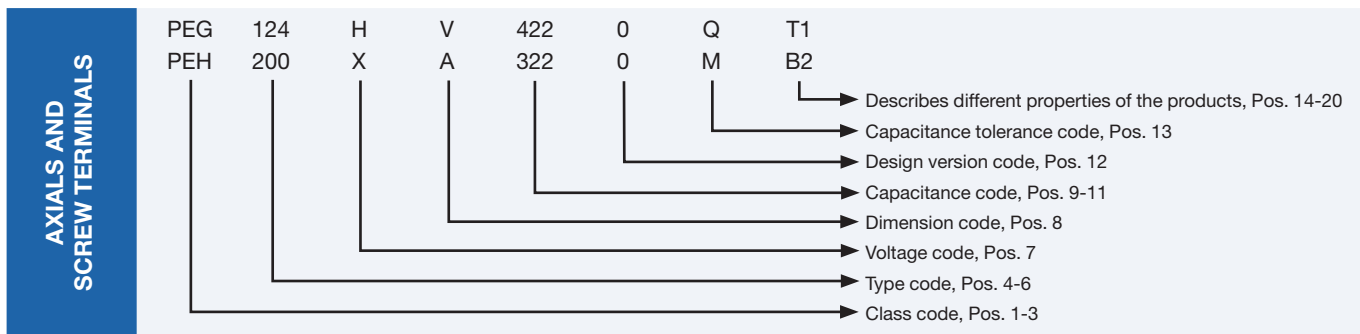 AXIALS AND
SCREW TERMINALS
PEG 124 H V 422 0 Q T1
PEH 200 X A 322 0 M B2
Describes different properties of the products, Pos. 14-20
Capacitance tolerance code, Pos. 13
Design version code, Pos. 12
Capacitance code, Pos. 9-11
Dimension code, Pos. 8
Voltage code, Pos. 7
Type code, Pos. 4-6
Class code, Pos. 1-3